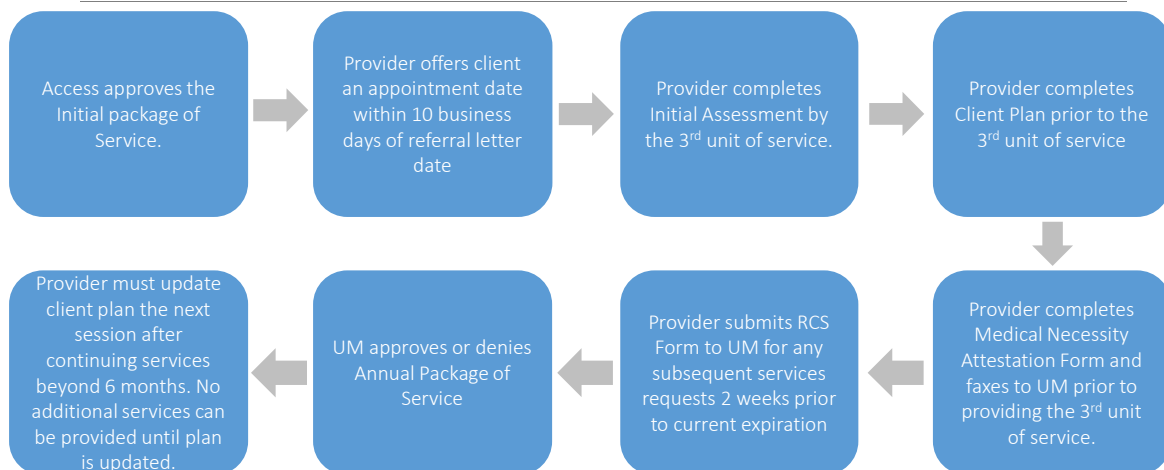 Access approves the
Initial package of
Service.
Provider offers client
an appointment date
within 10 business
days of referral letter
date
Provider completes
Initial Assessment by
the 3rd unit of service.
Provider completes
Client Plan prior to the
3rd unit of service
Provider completes
Medical Necessity
Attestation Form and
faxes to UM prior to
providing the 3rd unit
of service.
Provider submits RCS
Form to UM for any
subsequent services
requests 2 weeks prior
to current expiration
UM approves or denies
Annual Package of
Service
Provider must update
client plan the next
session after
continuing services
beyond 6 months. No
additional services can
be provided until plan
is updated.